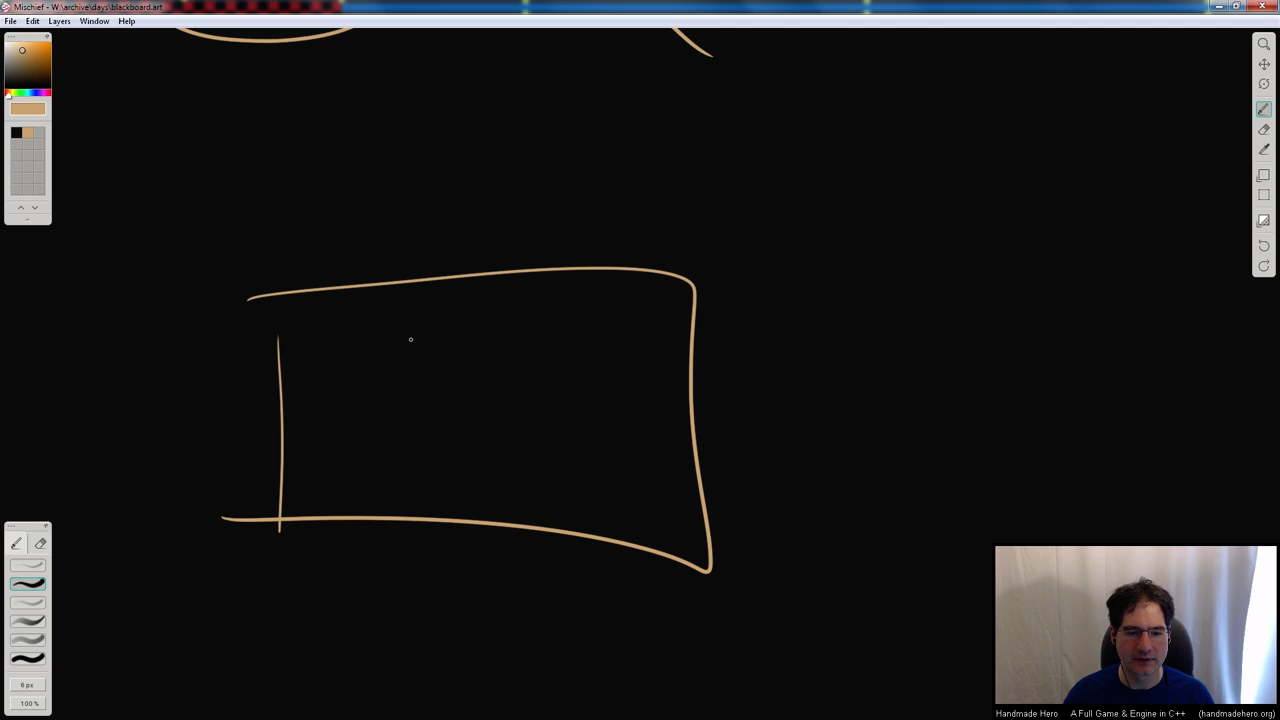 Mischief - W:\archive\days\blackboard.art
File Edit Layers Window Help
6 px
100 %
Handmade Hero A Full Game & Engine in C++ (handmadehero.org)